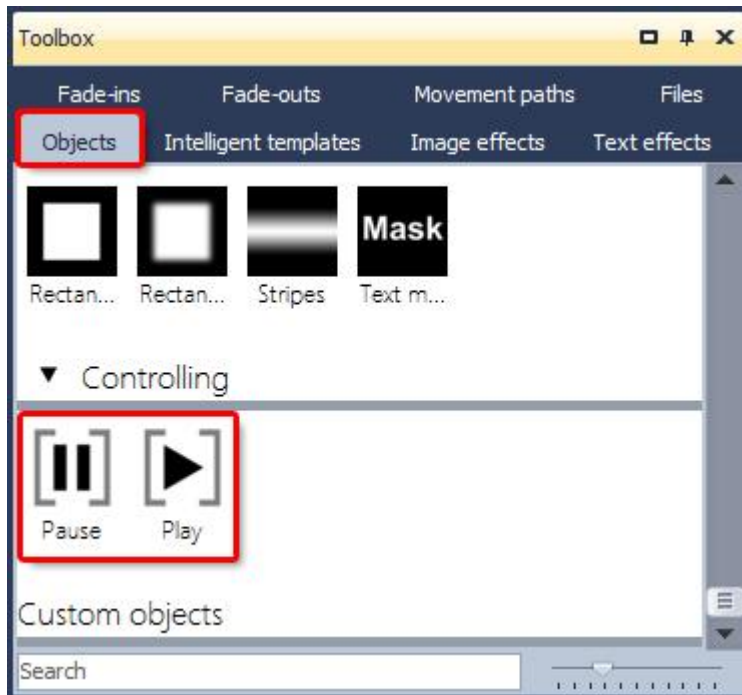 Toolbox
Fade-ins Fade-outs Movement paths Files
Objects Intelligent templates Image effects Text effects
Mask
Rectan... Rectan... Stripes Text m...
Controlling
Pause Play
Custom objects
Search